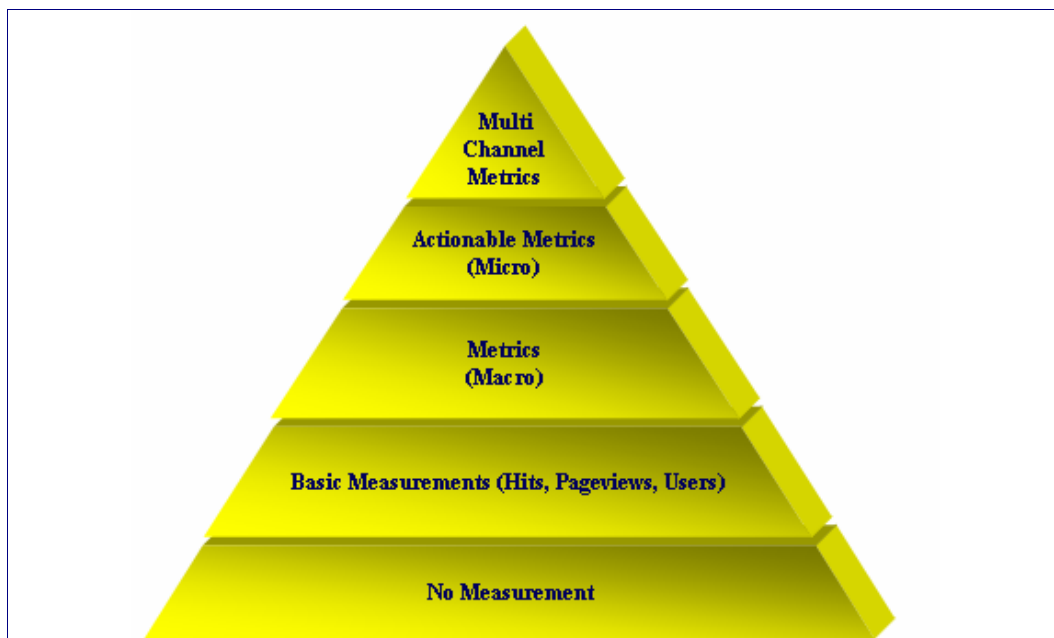 Multi
Channel
Metrics
Actionable Metrics
(Micro)
Metrics
(Macro)
Basic Measurements (Hits, Pageviews, Users)
No Measurement